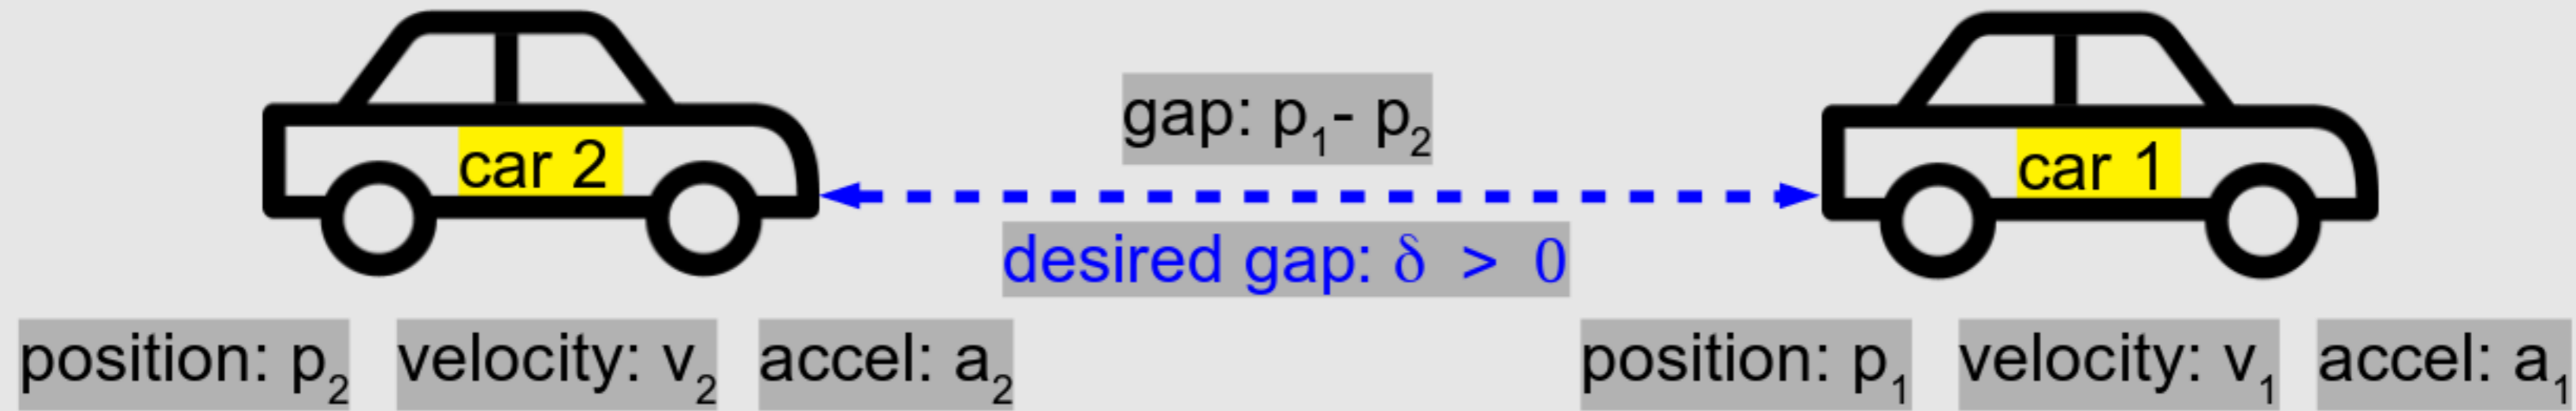 gap: p₁- p₂
car 2
car 1
desired gap: δ > 0
position: p₂ velocity: v₂ accel: a₂ position: p₁ velocity: v₁ accel: a₁